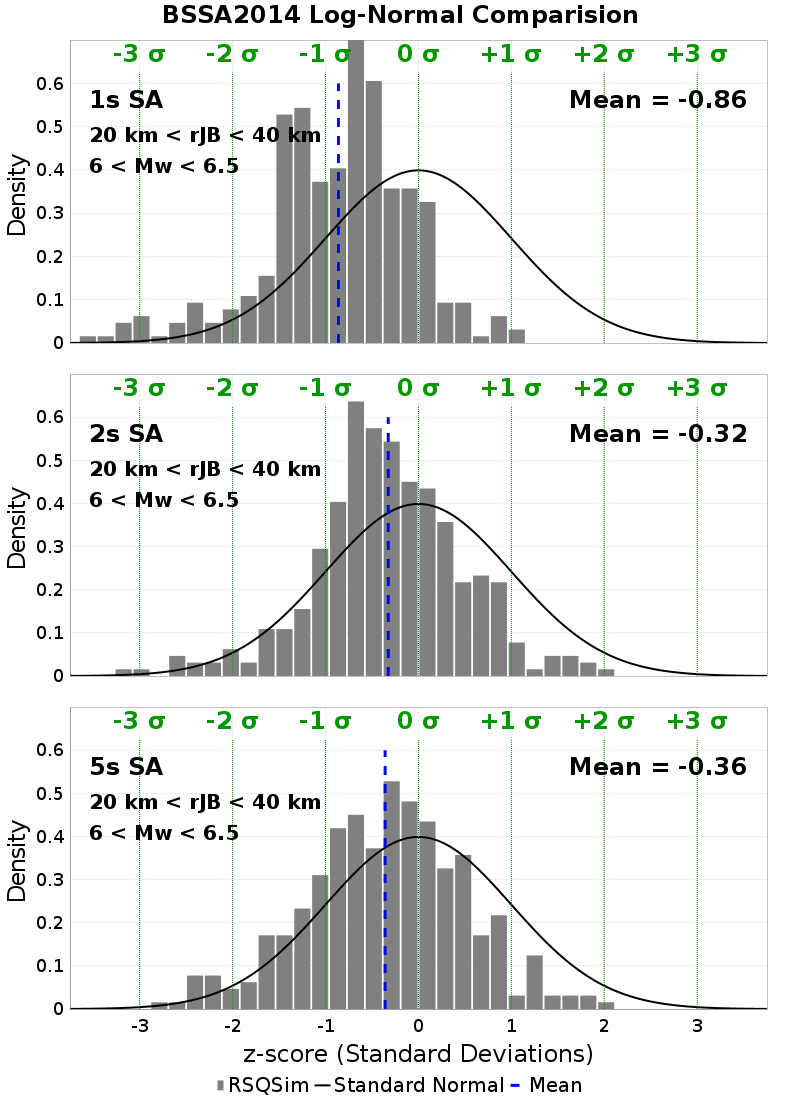 BSSA2014 Log-Normal Comparision
-3 σ -2 σ -1 σ 0 σ +1 σ +2 σ +3 σ
1s SA Mean = -0.86
20 km < rJB < 40 km
6 < Mw < 6.5
Density
0.6
0.5
0.4
0.3
0.2
0.1
0
-3 σ -2 σ -1 σ 0 σ +1 σ +2 σ +3 σ
2s SA Mean = -0.32
20 km < rJB < 40 km
6 < Mw < 6.5
Density
0.6
0.5
0.4
0.3
0.2
0.1
0
-3 σ -2 σ -1 σ 0 σ +1 σ +2 σ +3 σ
5s SA Mean = -0.36
20 km < rJB < 40 km
6 < Mw < 6.5
Density
0.6
0.5
0.4
0.3
0.2
0.1
0
-3 -2 -1 0 1 2 3
z-score (Standard Deviations)
RSQSim Standard Normal Mean